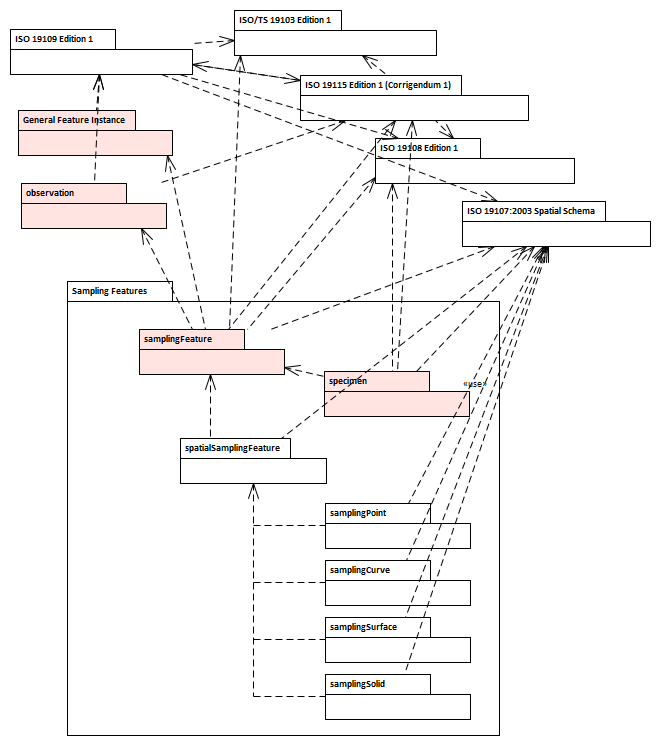 ISO/TS 19103 Edition 1
ISO 19109 Edition 1
ISO 19115 Edition 1 (Corrigendum 1)
General Feature Instance
ISO 19108 Edition 1
observation
ISO 19107:2003 Spatial Schema
Sampling Features
samplingFeature
specimen
«use»
spatialSamplingFeature
samplingPoint
samplingCurve
samplingSurface
samplingSolid